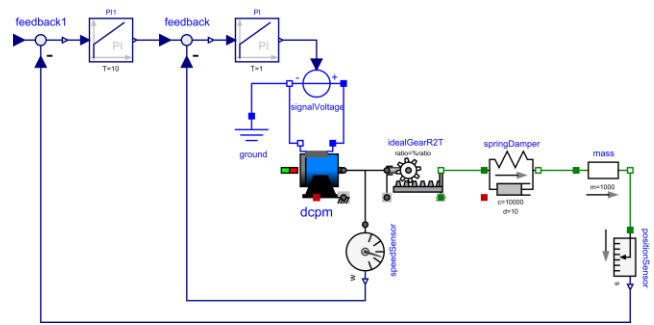 PI1
PI
feedback1
feedback
PI
PI
T=10
T=1
-
-
- +
signalVoltage
ground
idealGearR2T
ratio=%ratio
springDamper
mass
m=1000
c=10000
d=10
dcpm
speedSensor
w
positionSensor
s